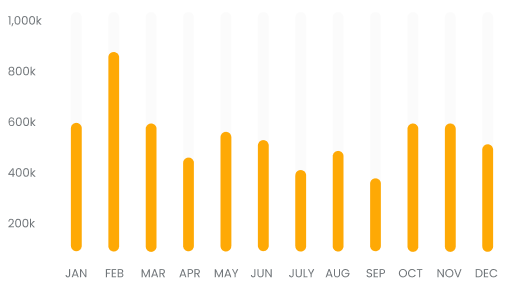 1,000k
800k
600k
400k
200k
JAN FEB MAR APR MAY JUN JULY AUG SEP OCT NOV DEC